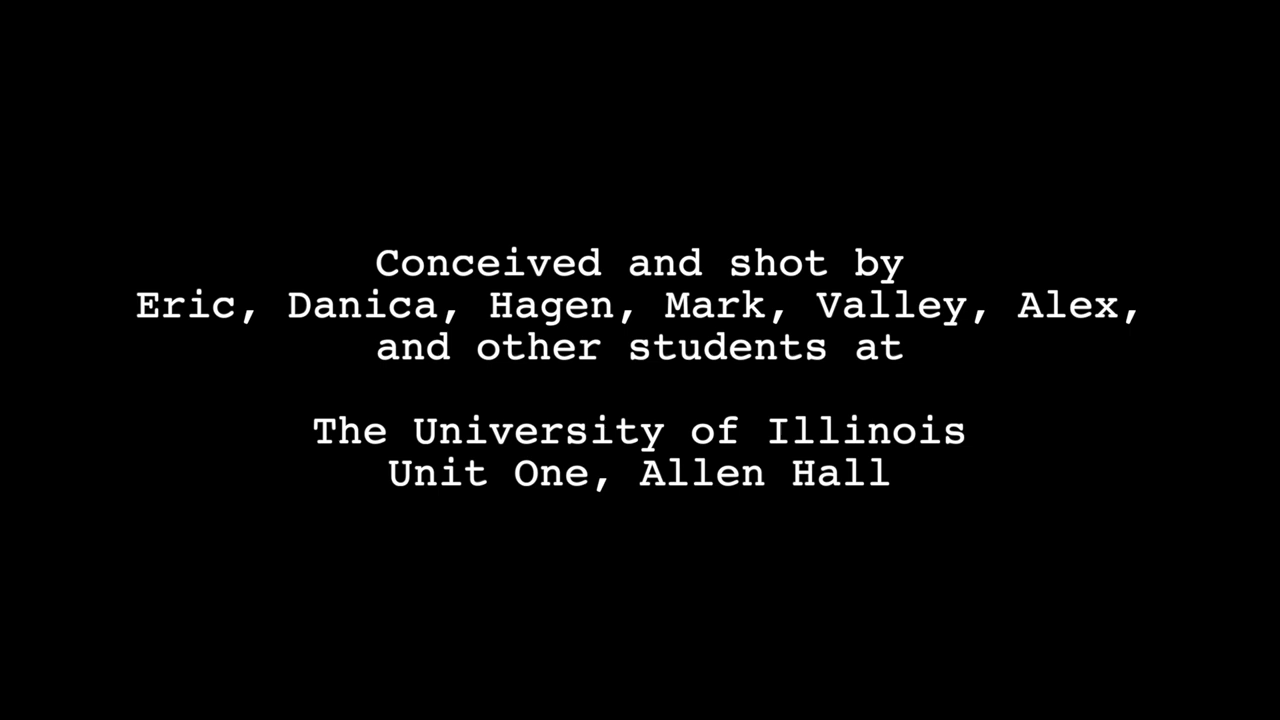 Conceived and shot by
Eric, Danica, Hagen, Mark, Valley, Alex,
and other students at
The University of Illinois
Unit One, Allen Hall